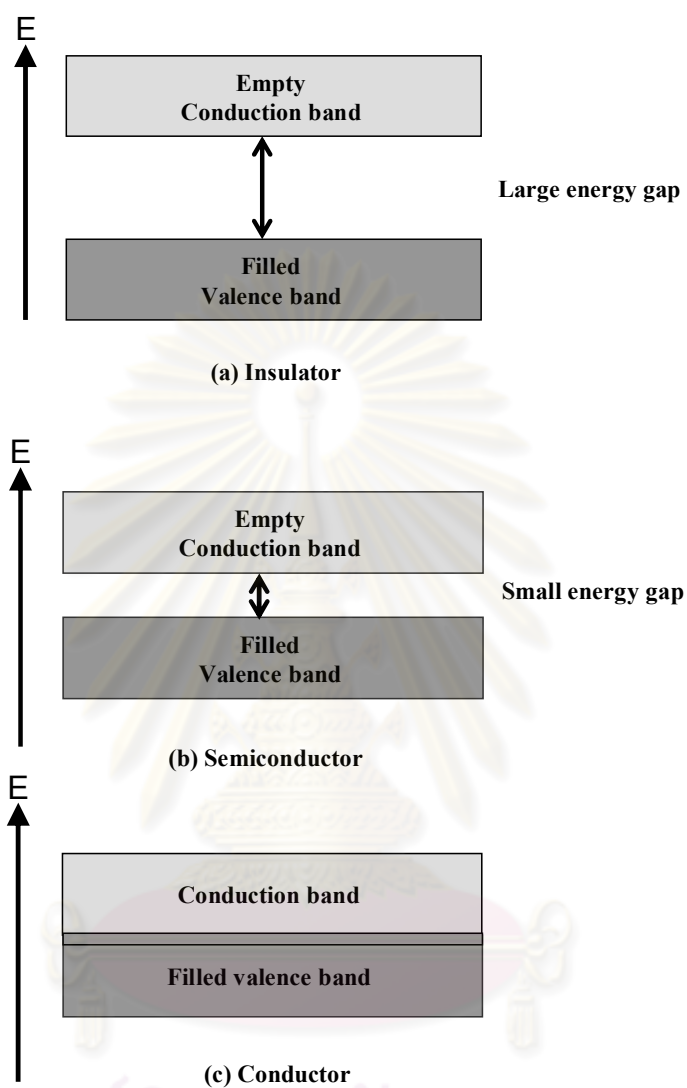 E
Empty
Conduction band
Large energy gap
Filled
Valence band
(a) Insulator
E
Empty
Conduction band
Small energy gap
Filled
Valence band
(b) Semiconductor
E
Conduction band
Filled valence band
(c) Conductor